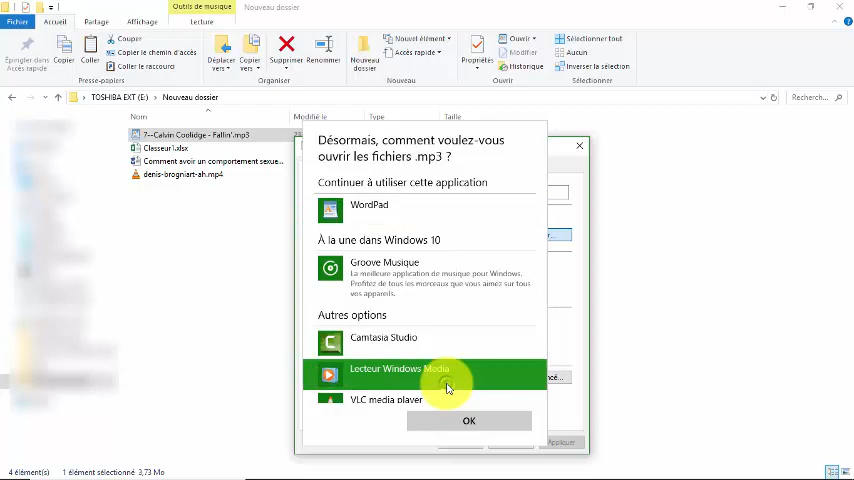 Outils de musique
Nouveau dossier
Fichier
Accueil
Partage
Affichage
Lecture
Épingler dans
Accès rapide
Copier
Coller
Couper
Copier le chemin d'accès
Coller le raccourci
Presse-papiers
Déplacer
vers
Copier
vers
Supprimer
Renommer
Organiser
Nouveau
dossier
Nouvel élément
Accès rapide
Nouveau
Propriétés
Ouvrir
Modifier
Historique
Ouvrir
Sélectionner tout
Aucun
Inverser la sélection
Sélectionner
TOSHIBA EXT (E:)
Nouveau dossier
Recherch...
Nom
Modifié le
Type
Taille
7--Calvin Coolidge - Fallin'.mp3
Classeur1.xlsx
Comment avoir un comportement sexue...
denis-brogniart-ah.mp4
Désormais, comment voulez-vous
ouvrir les fichiers .mp3 ?
Continuer à utiliser cette application
WordPad
À la une dans Windows 10
Groove Musique
La meilleure application de musique pour Windows.
Profitez de tous les morceaux que vous aimez sur tous
vos appareils.
Autres options
Camtasia Studio
Lecteur Windows Media
VLC media player
OK
Appliquer
4 élément(s)
1 élément sélectionné 3,73 Mo